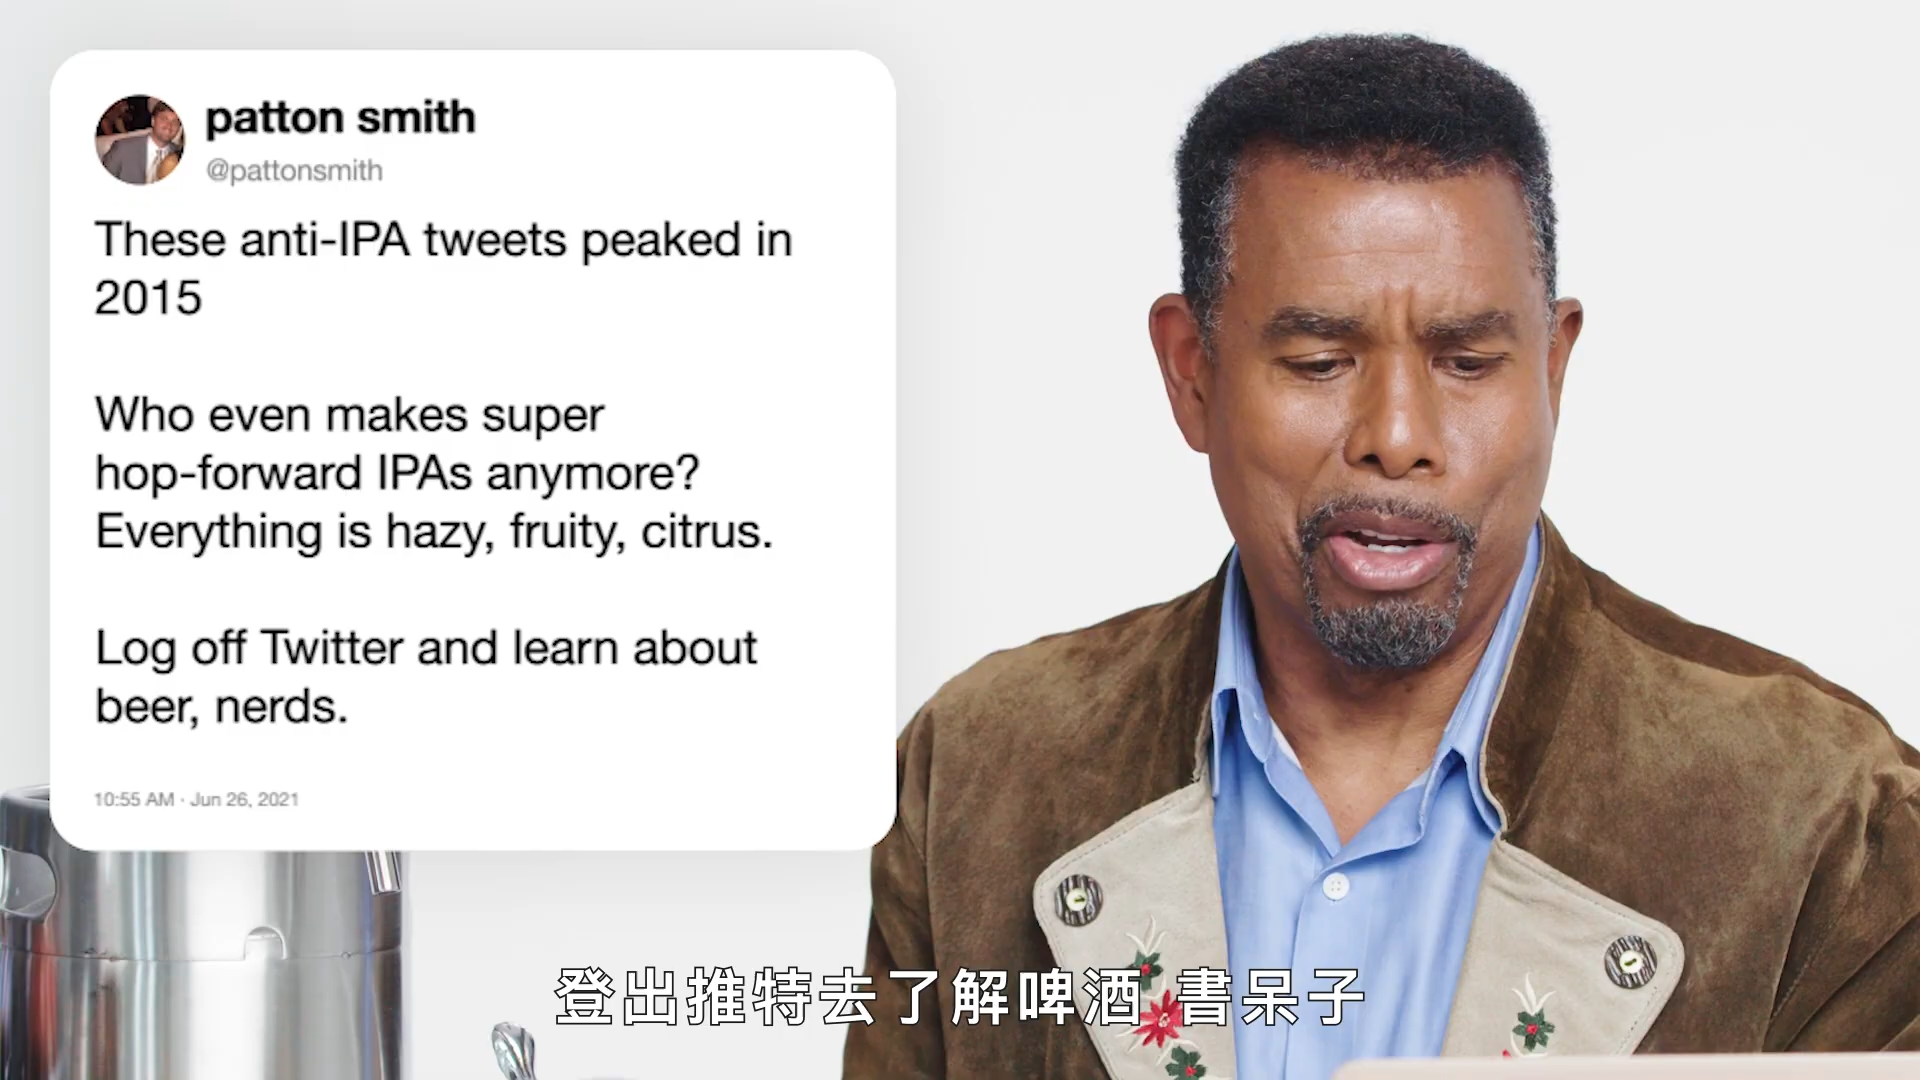 patton smith
@pattonsmith
These anti-IPA tweets peaked in
2015
Who even makes super
hop-forward IPAs anymore?
Everything is hazy, fruity, citrus.
Log off Twitter and learn about
beer, nerds.
10:55 AM · Jun 26, 2021
登出推特去了解啤酒 書呆子